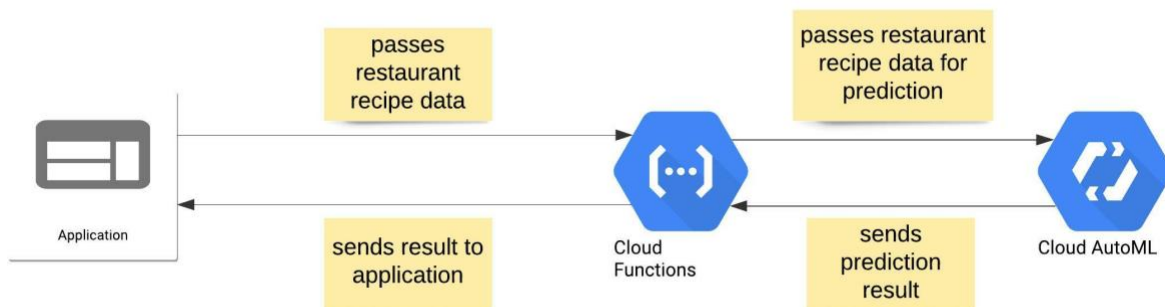 passes
restaurant
recipe data
passes restaurant
recipe data for
prediction
Application
sends result to
application
Cloud
Functions
sends
prediction
result
Cloud AutoML